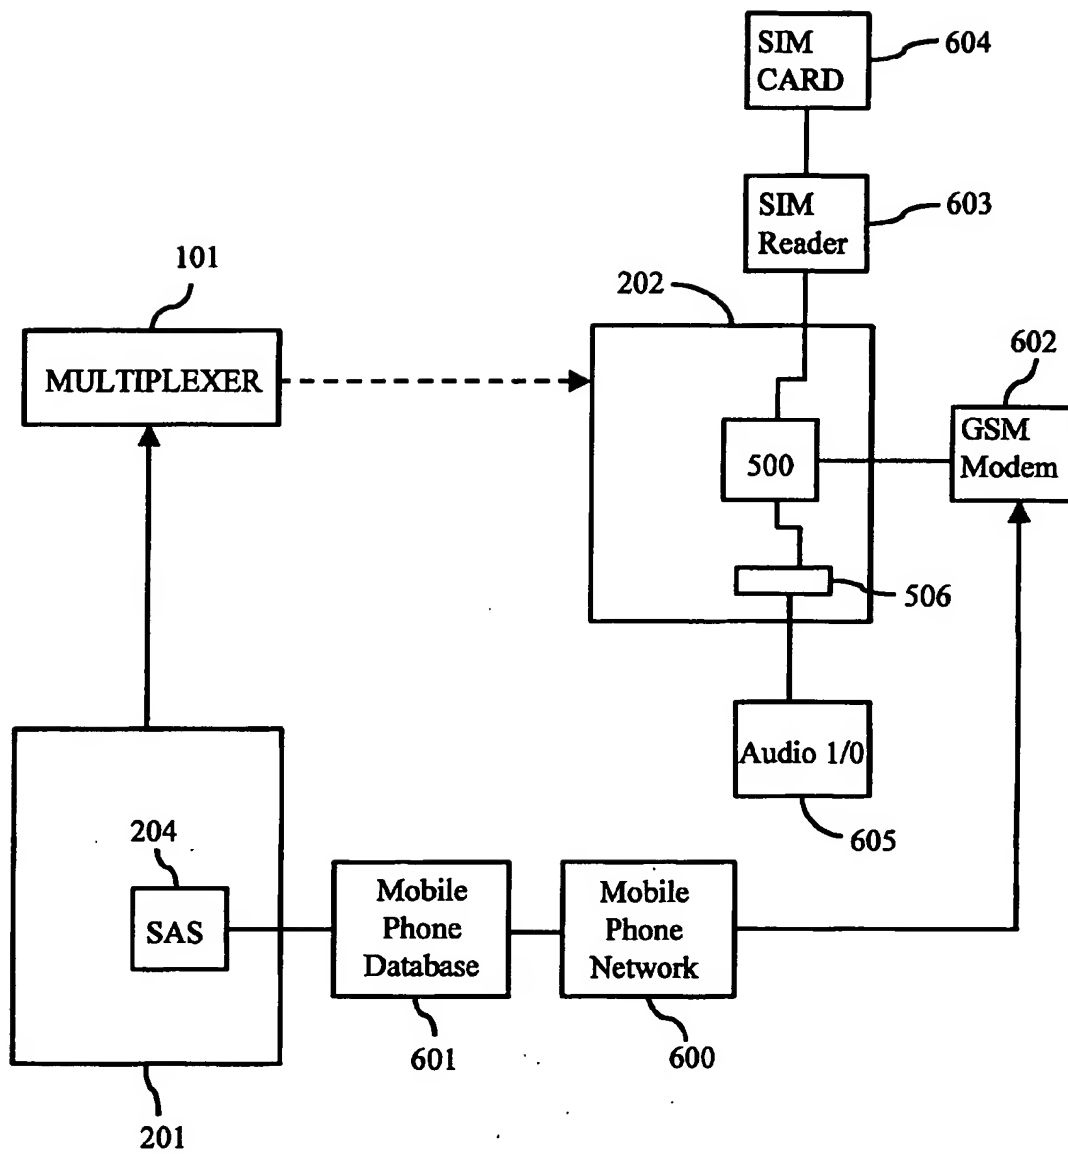 SIM
CARD
604
SIM
Reader
603
101
202
MULTIPLEXER
602
GSM
Modem
500
506
Audio 1/0
605
204
SAS
Mobile
Phone
Database
Mobile
Phone
Network
601
600
201